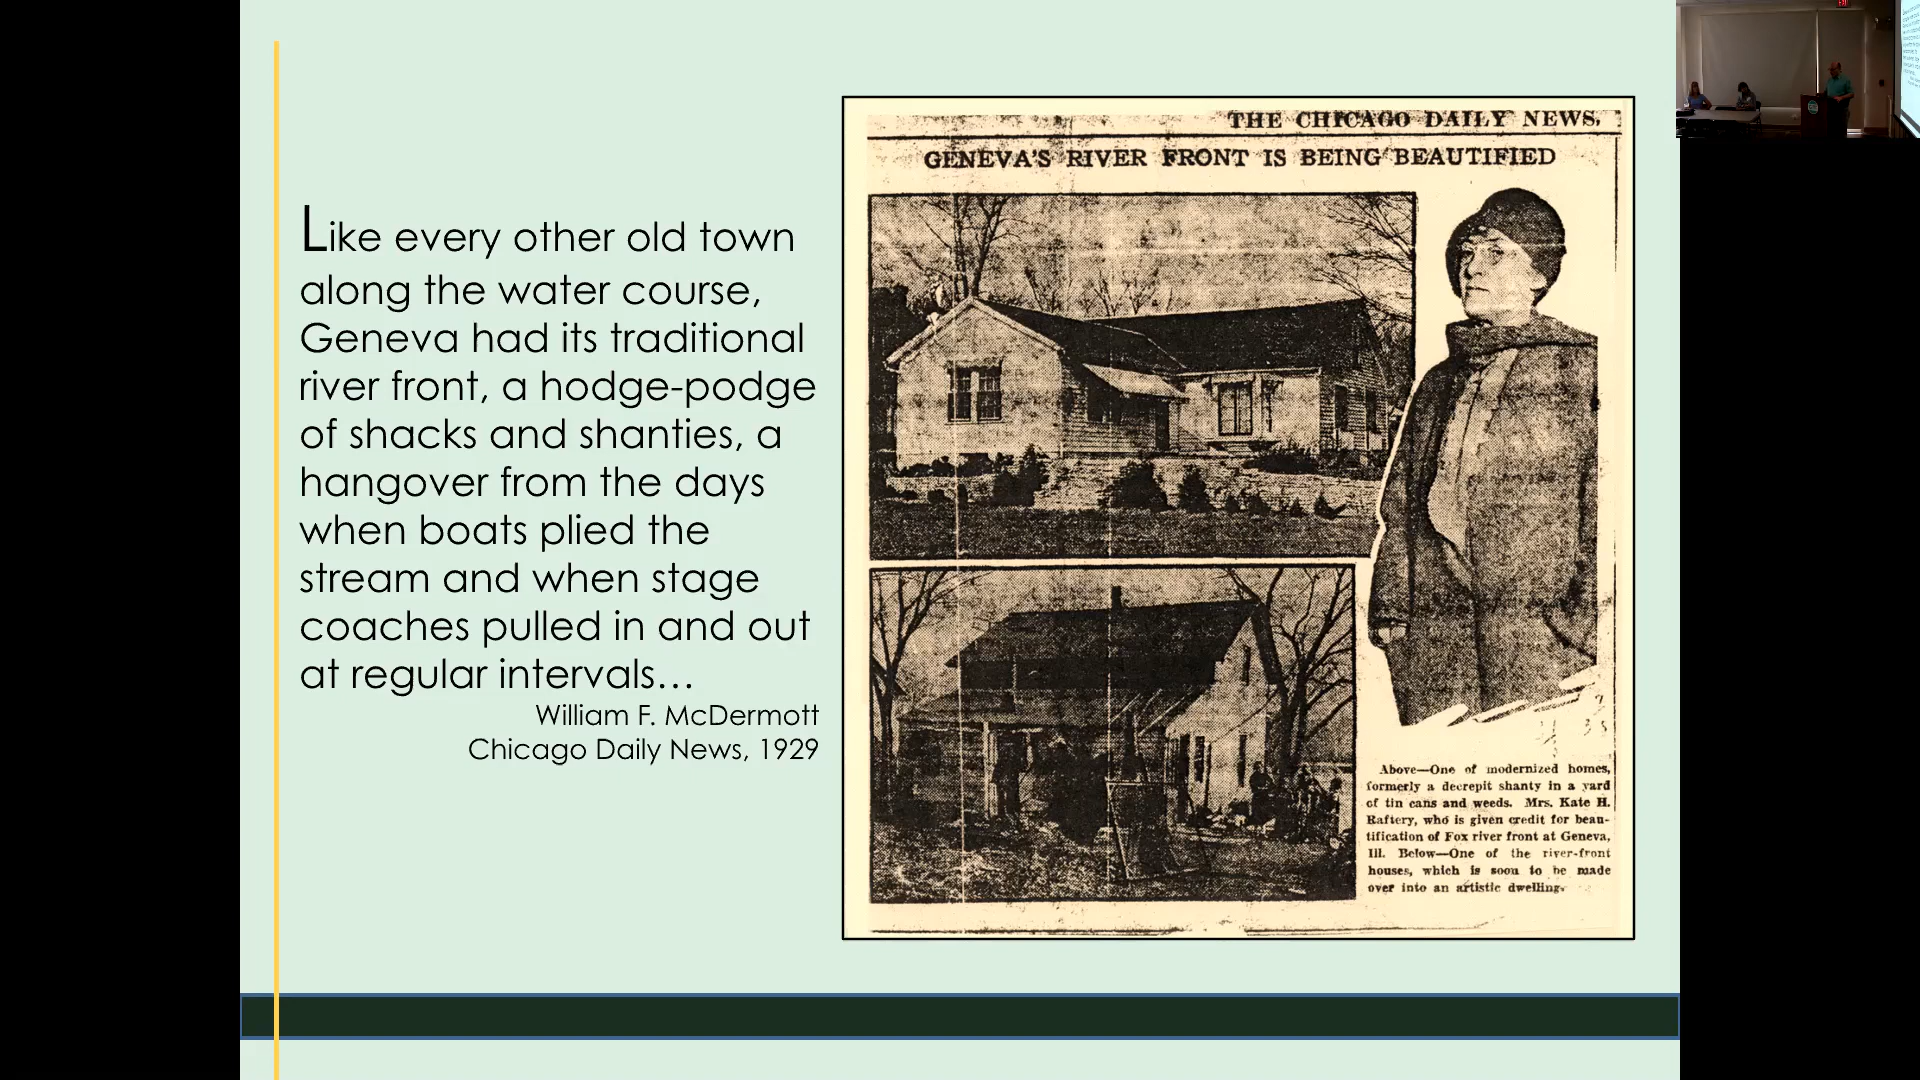 Like every other old town
along the water course,
Geneva had its traditional
river front, a hodge-podge
of shacks and shanties, a
hangover from the days
when boats plied the
stream and when stage
coaches pulled in and out
at regular intervals…
William F. McDermott
Chicago Daily News, 1929
THE CHICAGO DAILY NEWS,
GENEVA'S RIVER FRONT IS BEING BEAUTIFIED
Above—One of modernized homes,
formerly a decrepit shanty in a yard
of tin cans and weeds. Mrs. Kate H.
Raftery, who is given credit for beau-
tification of Fox river front at Geneva,
Ill. Below—One of the river-front
houses, which is soon to be made
over into an artistic dwelling.